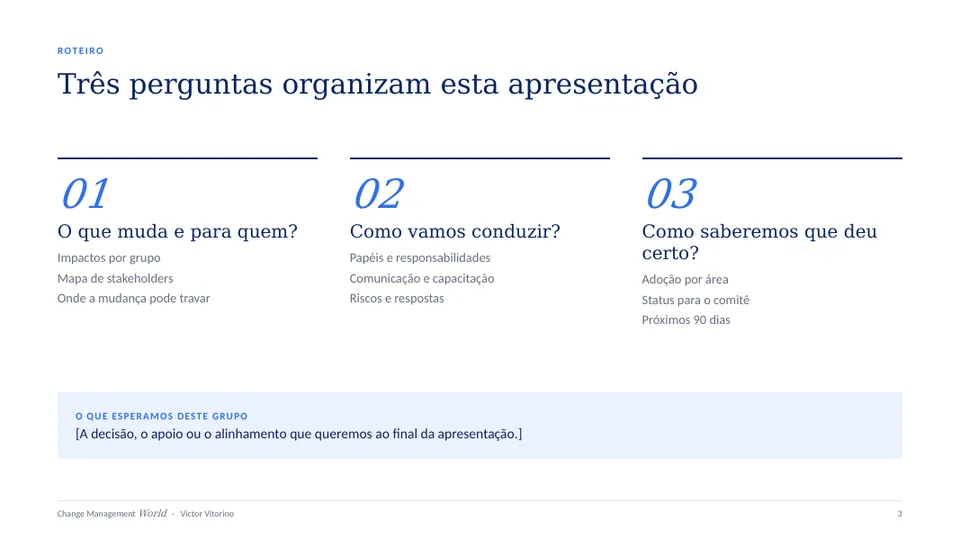 ROTEIRO
Três perguntas organizam esta apresentação
01
O que muda e para quem?
Impactos por grupo
Mapa de stakeholders
Onde a mudança pode travar
02
Como vamos conduzir?
Papéis e responsabilidades
Comunicação e capacitação
Riscos e respostas
03
Como saberemos que deu
certo?
Adoção por área
Status para o comitê
Próximos 90 dias
O QUE ESPERAMOS DESTE GRUPO
[A decisão, o apoio ou o alinhamento que queremos ao final da apresentação.]
Change Management World · Victor Vitorino
3